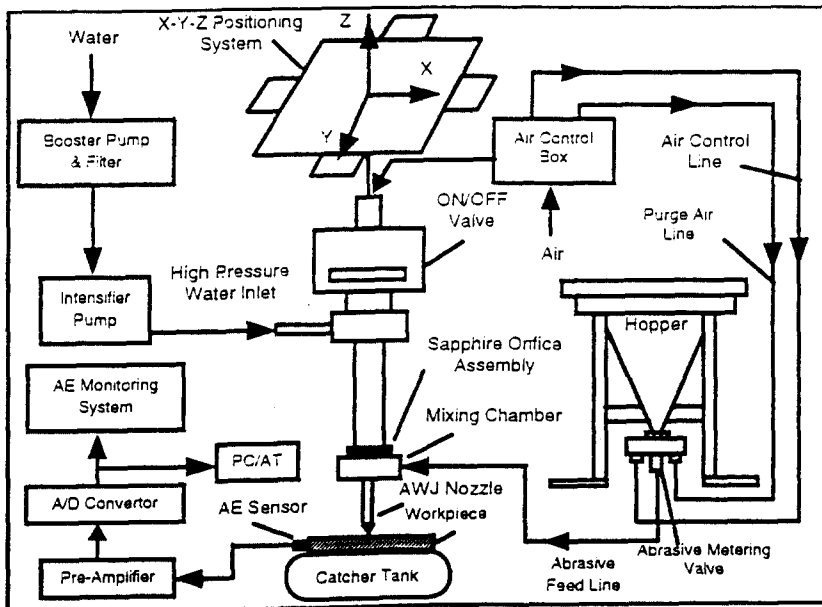 X-Y-Z Positioning
System
Z
X
Y
Water
Booster Pump
& Filter
Air Control
Box
Air Control
Line
ON/OFF
Valve
Air
Purge Air
Line
High Pressure
Water Inlet
Intensifier
Pump
Hopper
Sapphire Orifice
Assembly
AE Monitoring
System
Mixing Chamber
PC/AT
A/D Convertor
AWJ Nozzle
AE Sensor
Workpiece
Pre-Amplifier
Catcher Tank
Abrasive
Feed Line
Abrasive Metering
Valve